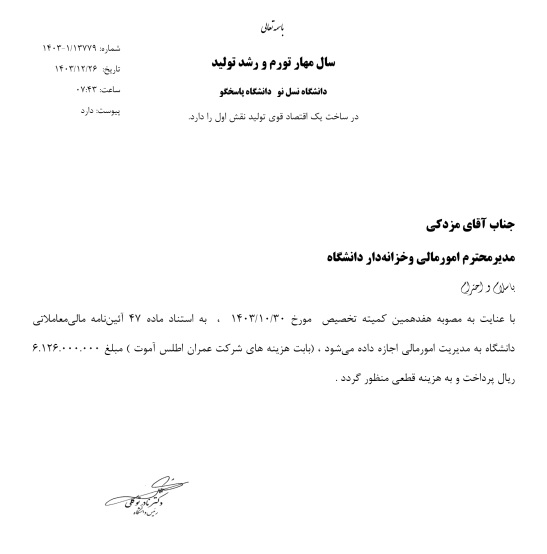 باسمه تعالی
شماره: ۱۴۰۳-۱/۱۳۷۷۹
سال مهار تورم و رشد تولید
تاریخ: ۱۴۰۳/۱۲/۲۶
دانشگاه نسل نو دانشگاه پاسخگو
ساعت: ۰۷:۴۳
در ساخت یک اقتصاد قوی تولید نقش اول را دارد.
پیوست: دارد
جناب آقای مزدکی
مدیرمحترم امورمالی وخزانه‌دار دانشگاه
باسلام و احترام
با عنایت به مصوبه هفدهمین کمیته تخصیص مورخ ۱۴۰۳/۱۰/۳۰ ، به استناد ماده ۴۷ آئین‌نامه مالی‌معاملاتی
دانشگاه به مدیریت امورمالی اجازه داده می‌شود ، (بابت هزینه های شرکت عمران اطلس آموت ) مبلغ ۶.۱۲۶.۰۰۰.۰۰۰
ریال پرداخت و به هزینه قطعی منظور گردد .
دکتر نادر توکلی
رئیس دانشگاه